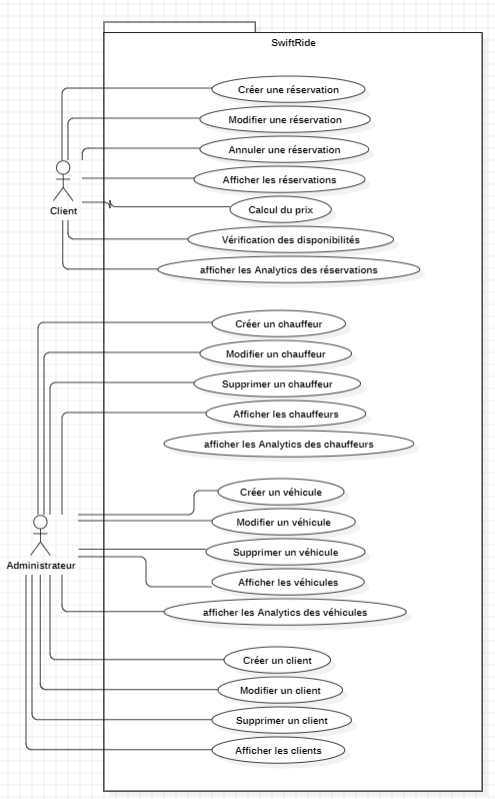 SwiftRide
Créer une réservation
Modifier une réservation
Annuler une réservation
Afficher les réservations
Client
Calcul du prix
Vérification des disponibilités
afficher les Analytics des réservations
Créer un chauffeur
Modifier un chauffeur
Supprimer un chauffeur
Afficher les chauffeurs
afficher les Analytics des chauffeurs
Créer un véhicule
Modifier un véhicule
Supprimer un véhicule
Administrateur
Afficher les véhicules
afficher les Analytics des véhicules
Créer un client
Modifier un client
Supprimer un client
Afficher les clients